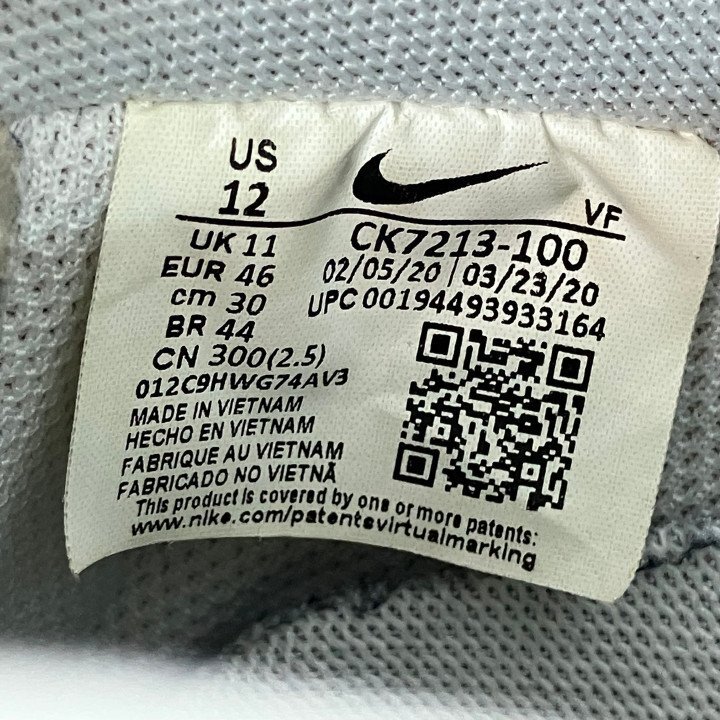 US
12
VF
UK 11
EUR 46
cm 30
BR 44
CN 300(2.5)
CK7213-100
02/05/20 | 03/23/20
UPC 00194493933164
012C9HWG74AV3
MADE IN VIETNAM
HECHO EN VIETNAM
FABRIQUE AU VIETNAM
FABRICADO NO VIETNÃ
This product is covered by one or more patents:
www.nike.com/patentsvirtualmarking